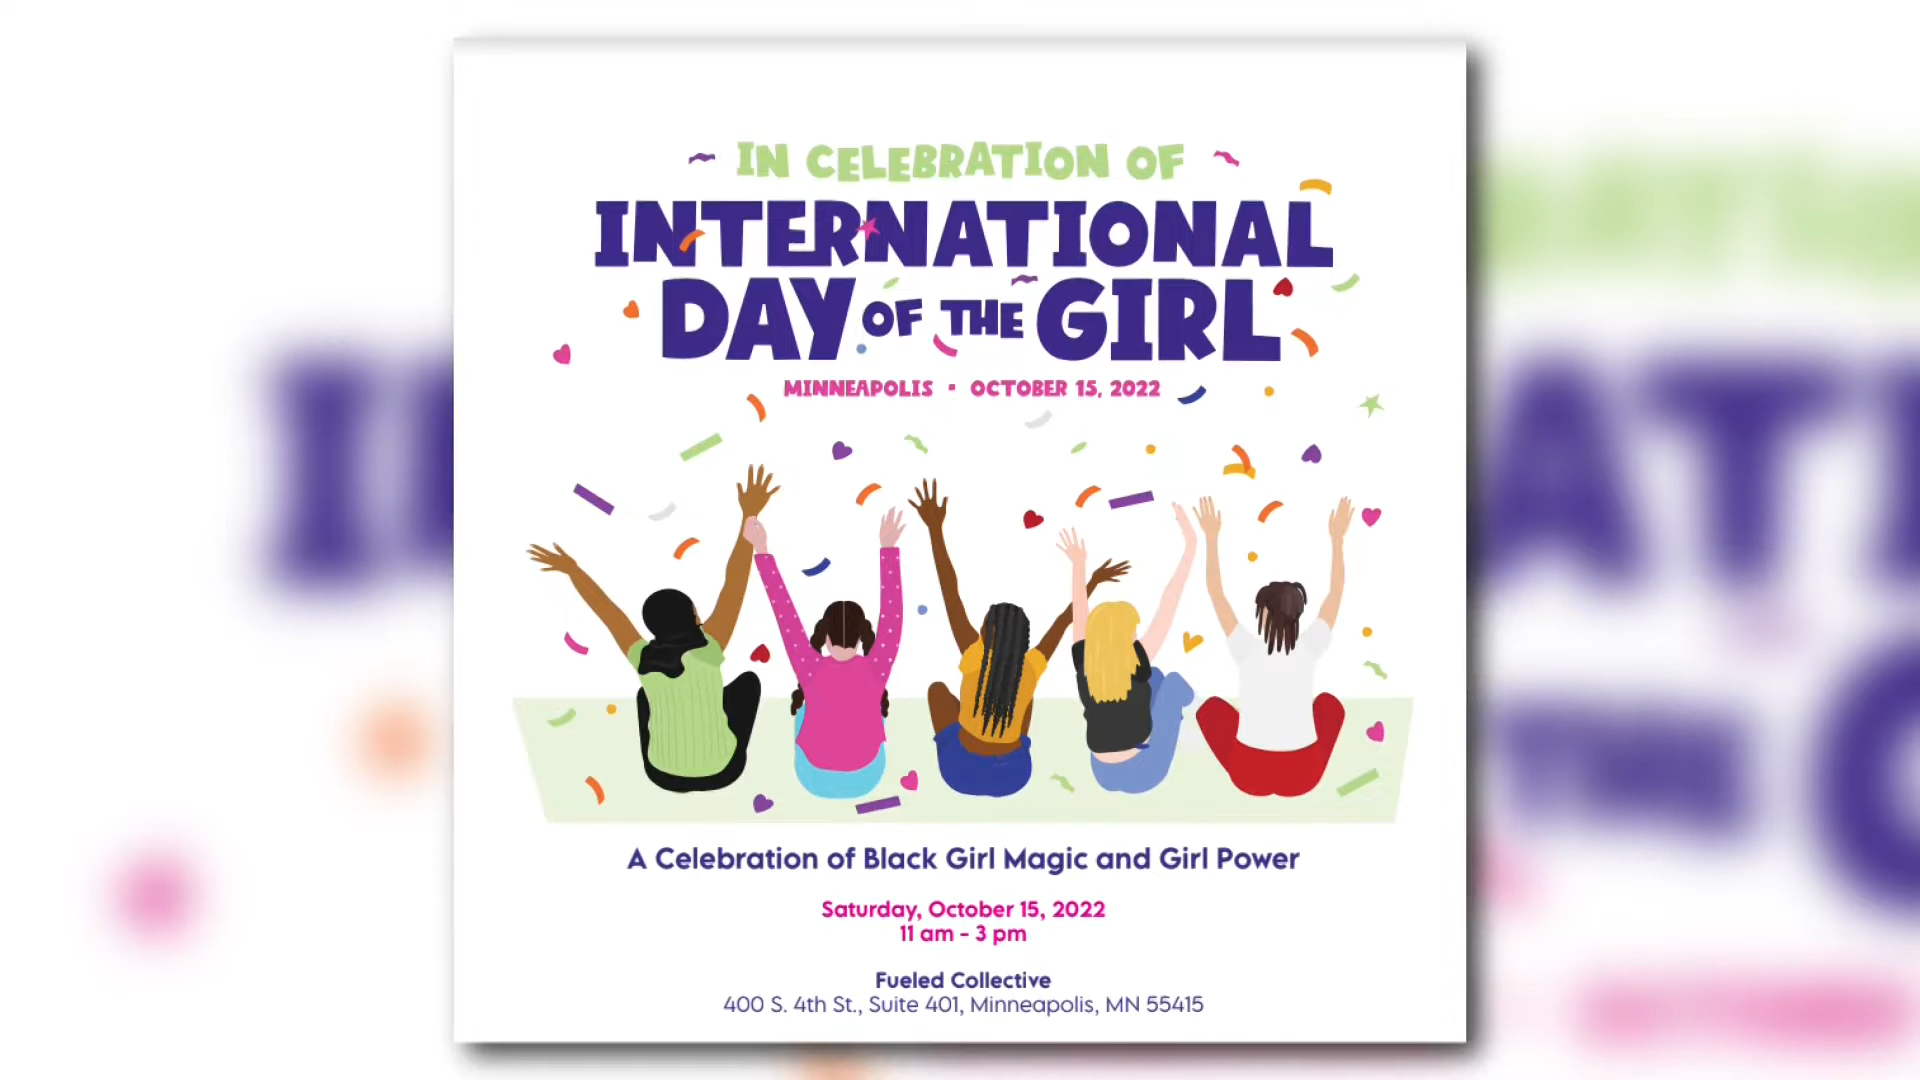 IN CELEBRATION OF
INTERNATIONAL
DAY OF THE GIRL
MINNEAPOLIS • OCTOBER 15, 2022
A Celebration of Black Girl Magic and Girl Power
Saturday, October 15, 2022
11 am - 3 pm
Fueled Collective
400 S. 4th St., Suite 401, Minneapolis, MN 55415